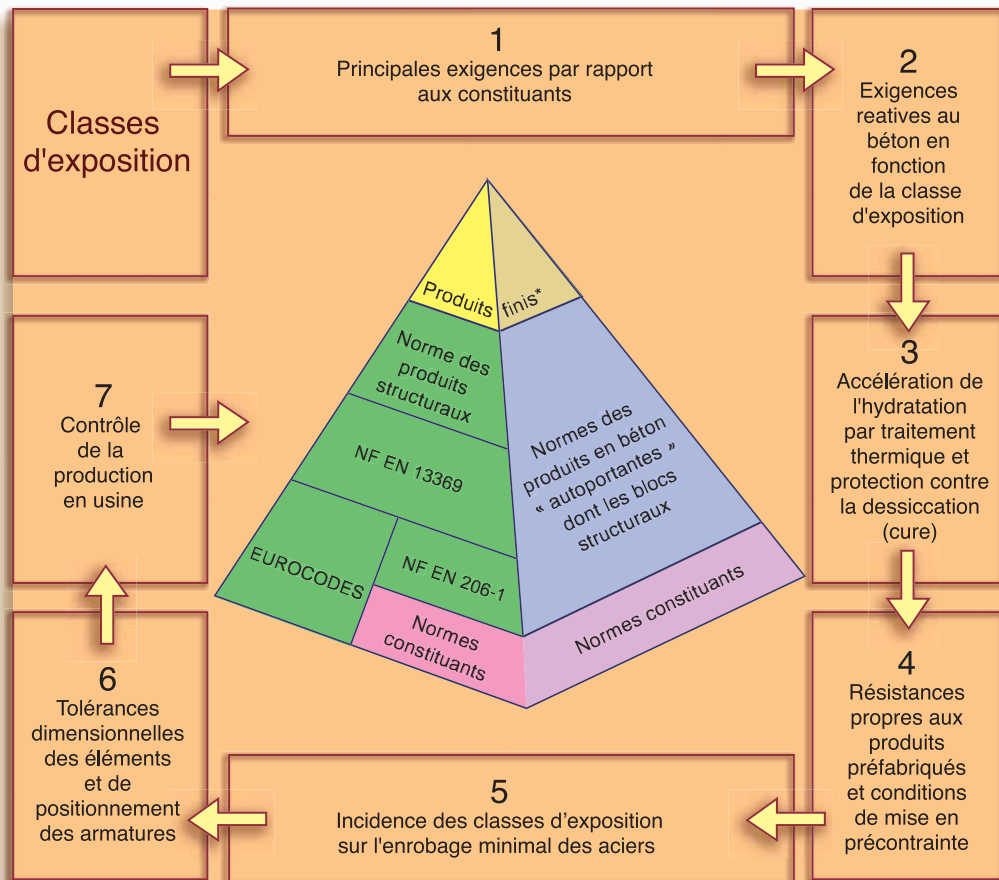 Classes
d'exposition
1
Principales exigences par rapport
aux constituants
2
Exigences
reatives au
béton en
fonction
de la classe
d'exposition
3
Accélération de
l'hydratation
par traitement
thermique et
protection contre
la dessiccation
(cure)
4
Résistances
propres aux
produits
préfabriqués
et conditions
de mise en
précontrainte
5
Incidence des classes d'exposition
sur l'enrobage minimal des aciers
6
Tolérances
dimensionnelles
des éléments
et de
positionnement
des armatures
7
Contrôle
de la
production
en usine
Produits finis*
Norme des
produits
structuraux
NF EN 13369
EUROCODES
NF EN 206-1
Normes
constituants
Normes des
produits en béton
« autoportantes »
dont les blocs
structuraux
Normes constituants